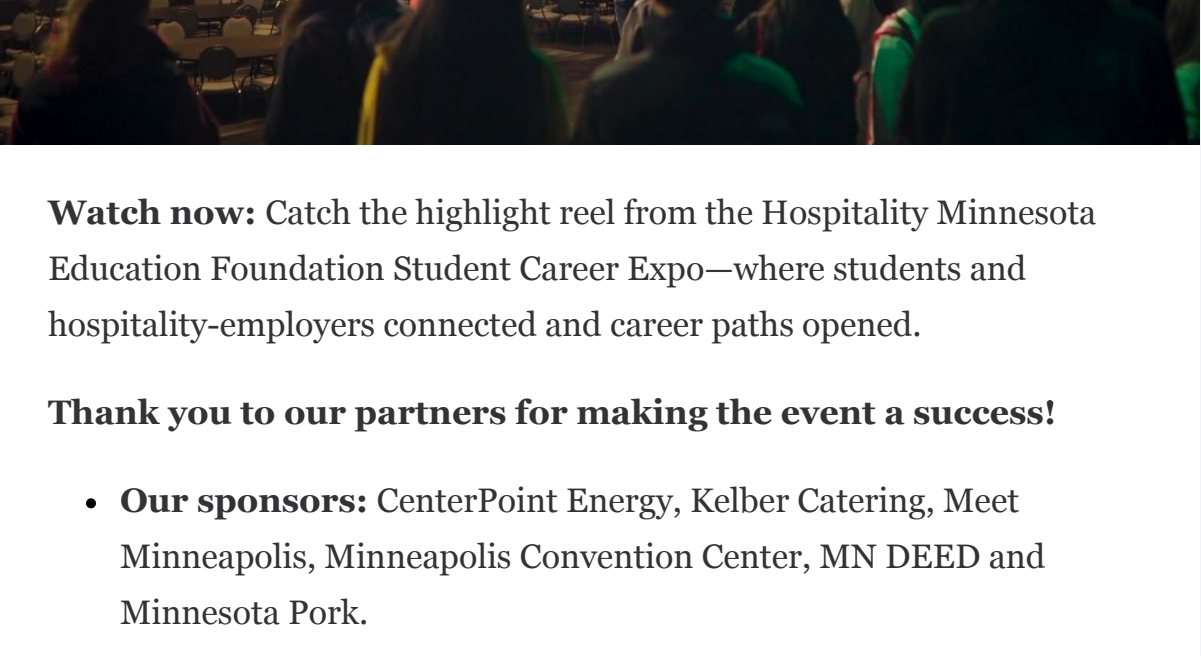 Watch now: Catch the highlight reel from the Hospitality Minnesota
Education Foundation Student Career Expo—where students and
hospitality-employers connected and career paths opened.
Thank you to our partners for making the event a success!
• Our sponsors: CenterPoint Energy, Kelber Catering, Meet
Minneapolis, Minneapolis Convention Center, MN DEED and
Minnesota Pork.